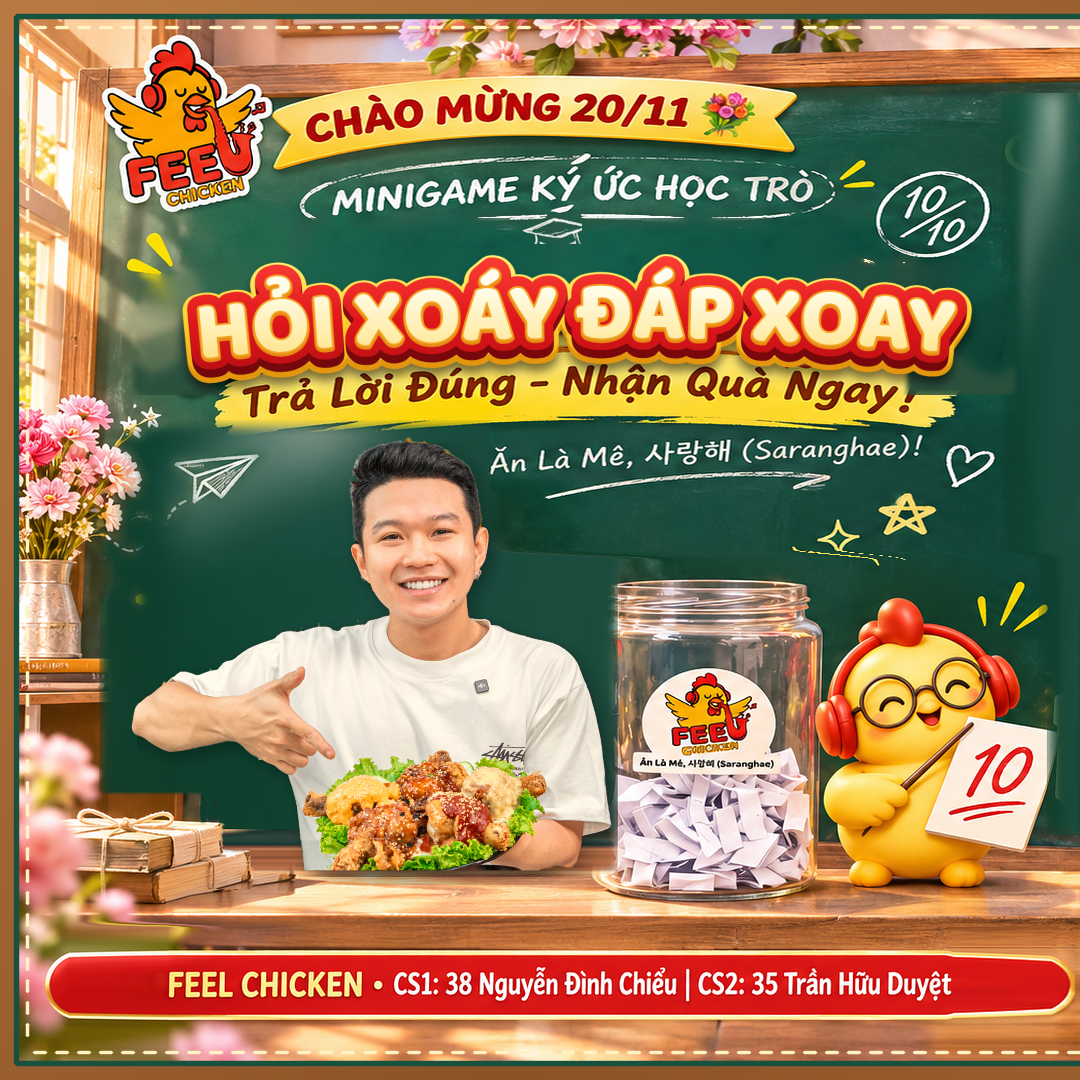 FEEL CHICKEN
CHÀO MỪNG 20/11
MINIGAME KÝ ỨC HỌC TRÒ
10/10
HỎI XOÁY ĐÁP XOAY
Trả Lời Đúng - Nhận Quà Ngay!
Ăn Là Mê, 사랑해 (Saranghae)!
FEEL
CHICKEN
Ăn Là Mê, 사랑해 (Saranghae)
10
FEEL CHICKEN • CS1: 38 Nguyễn Đình Chiểu | CS2: 35 Trần Hữu Duyệt